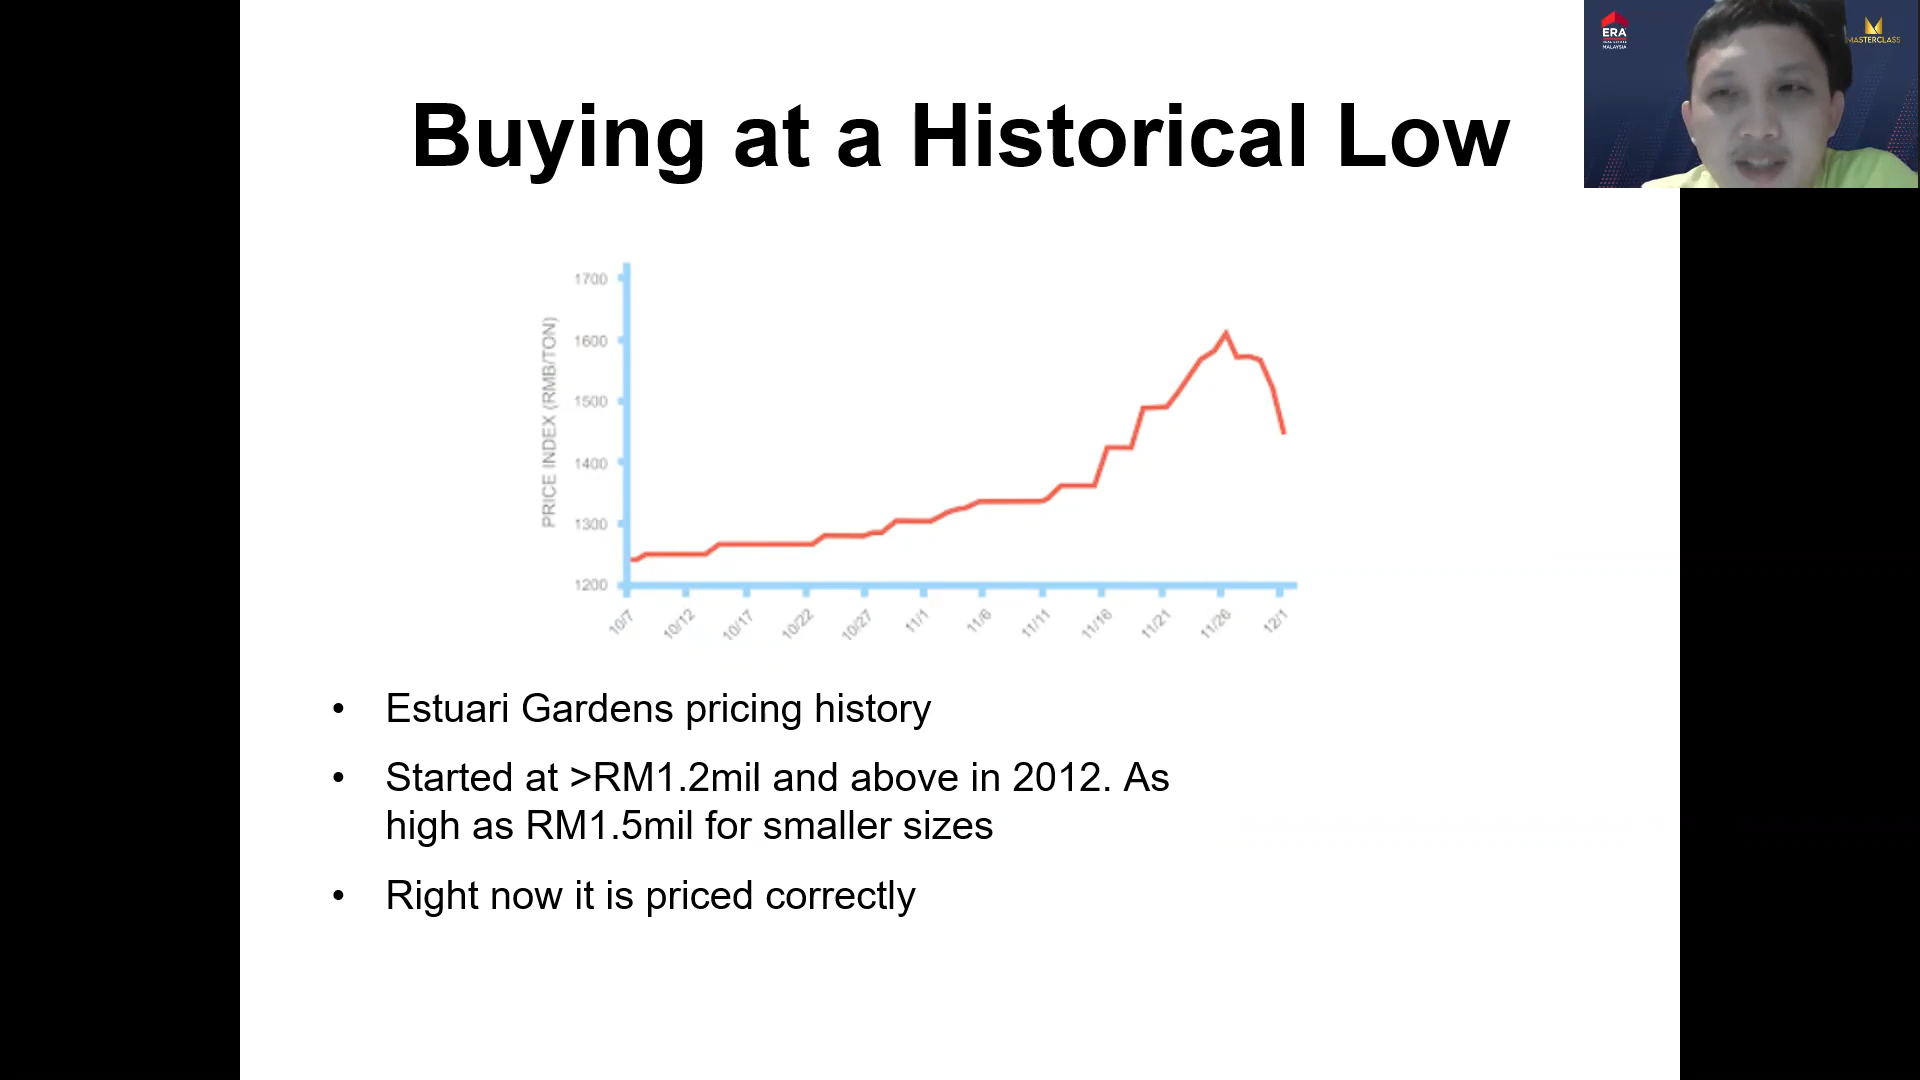 ERA
MALAYSIA
MASTERCLASS
Buying at a Historical Low
PRICE INDEX (RMB/TON)
1700
1600
1500
1400
1300
1200
10/7
10/12
10/17
10/22
10/27
11/1
11/6
11/11
11/16
11/21
11/26
12/1
• Estuari Gardens pricing history
• Started at >RM1.2mil and above in 2012. As
high as RM1.5mil for smaller sizes
• Right now it is priced correctly